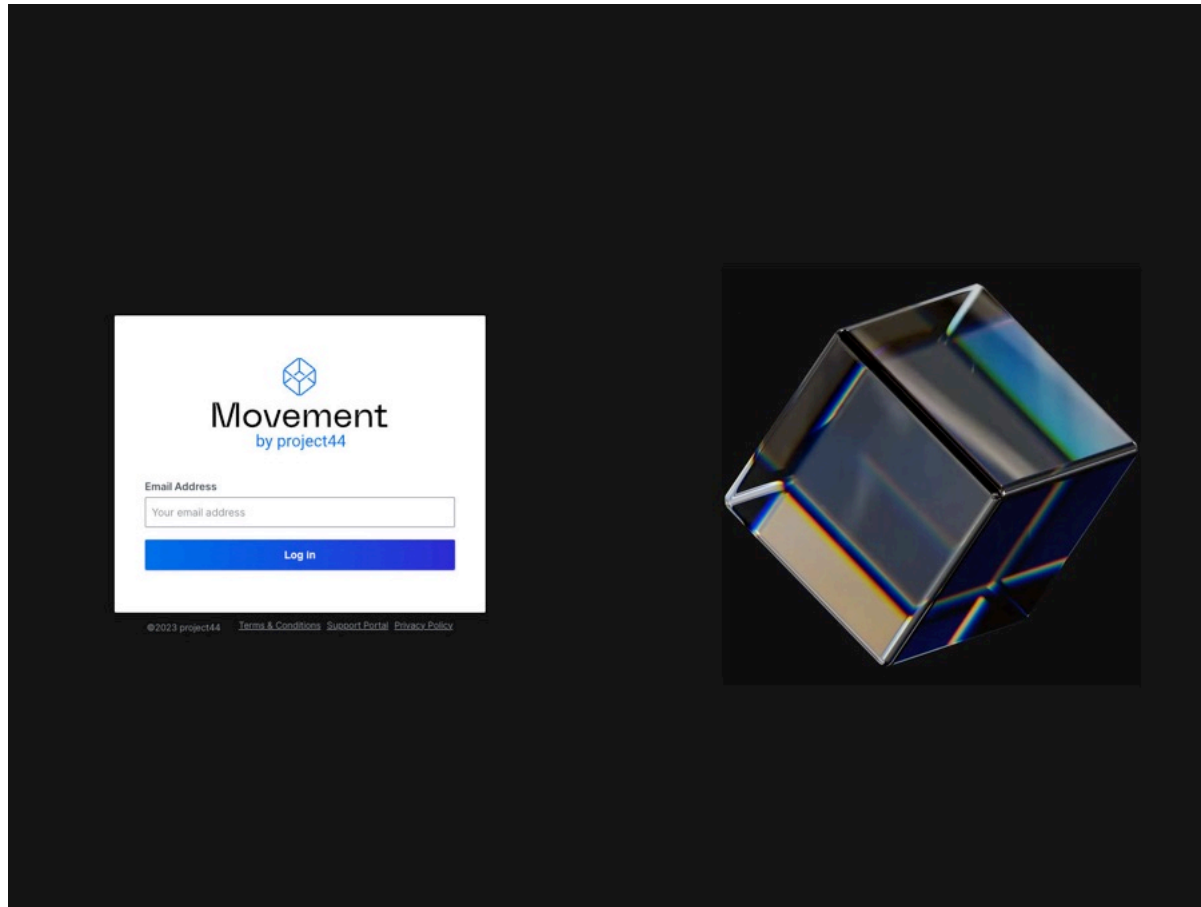 Movement
by project44
Email Address
Your email address
Log in
©2023 project44 Terms & Conditions Support Portal Privacy Policy